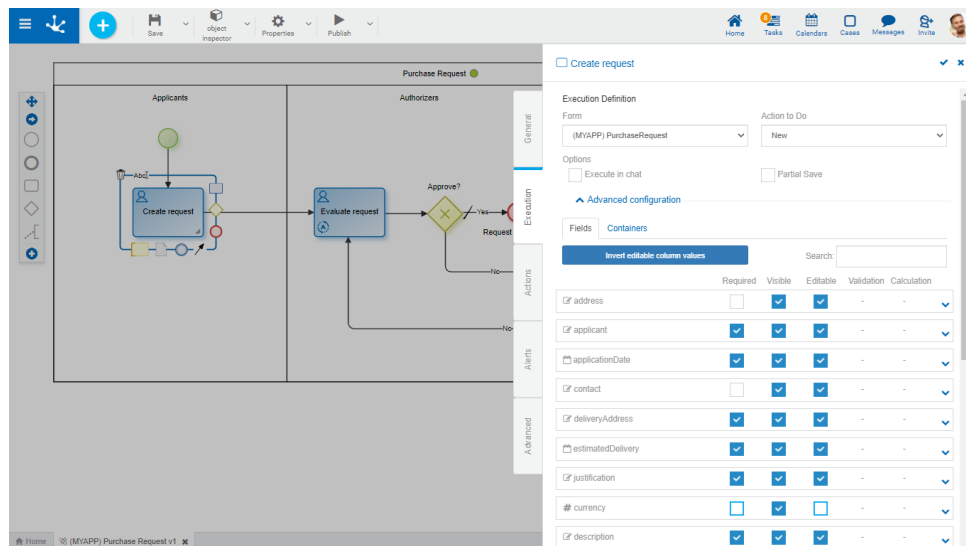 Save
object
inspector
Properties
Publish
Home
8
Tasks
Calendars
Cases
Messages
Invite
Purchase Request
Applicants
Authorizers
Abc
Create request
Evaluate request
Approve?
Yes
Request
No
No
General
Execution
Actions
Alerts
Advanced
Create request
Execution Definition
Form
Action to Do
(MYAPP) PurchaseRequest
New
Options
Execute in chat
Partial Save
Advanced configuration
Fields
Containers
Invert editable column values
Search:
Required Visible Editable Validation Calculation
address - -
applicant - -
applicationDate - -
contact - -
deliveryAddress - -
estimatedDelivery - -
justification - -
# currency - -
description - -
Home
(MYAPP) Purchase Request v1